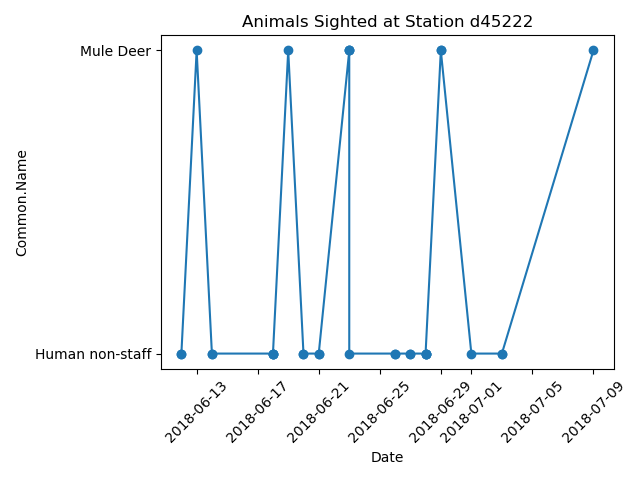 Animals Sighted at Station d45222
Mule Deer
Common.Name
Human non-staff
2018-06-13
2018-06-17
2018-06-21
2018-06-25
2018-06-29
2018-07-01
2018-07-05
2018-07-09
Date